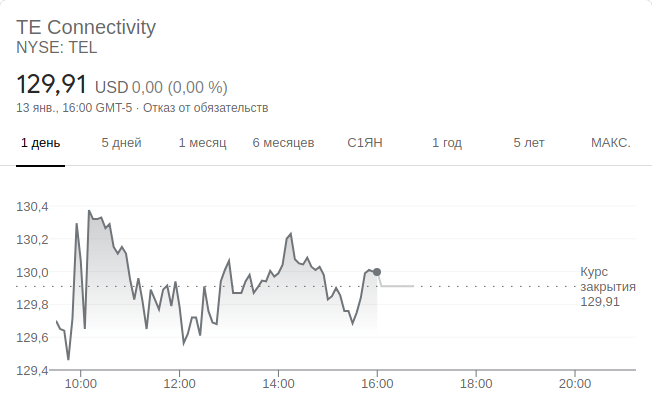 TE Connectivity
NYSE: TEL
129,91 USD 0,00 (0,00 %)
13 янв., 16:00 GMT-5 · Отказ от обязательств
1 день 5 дней 1 месяц 6 месяцев С1ЯН 1 год 5 лет МАКС.
130,4
130,2
130,0
129,8
129,6
129,4
Курс
закрытия
129,91
10:00 12:00 14:00 16:00 18:00 20:00